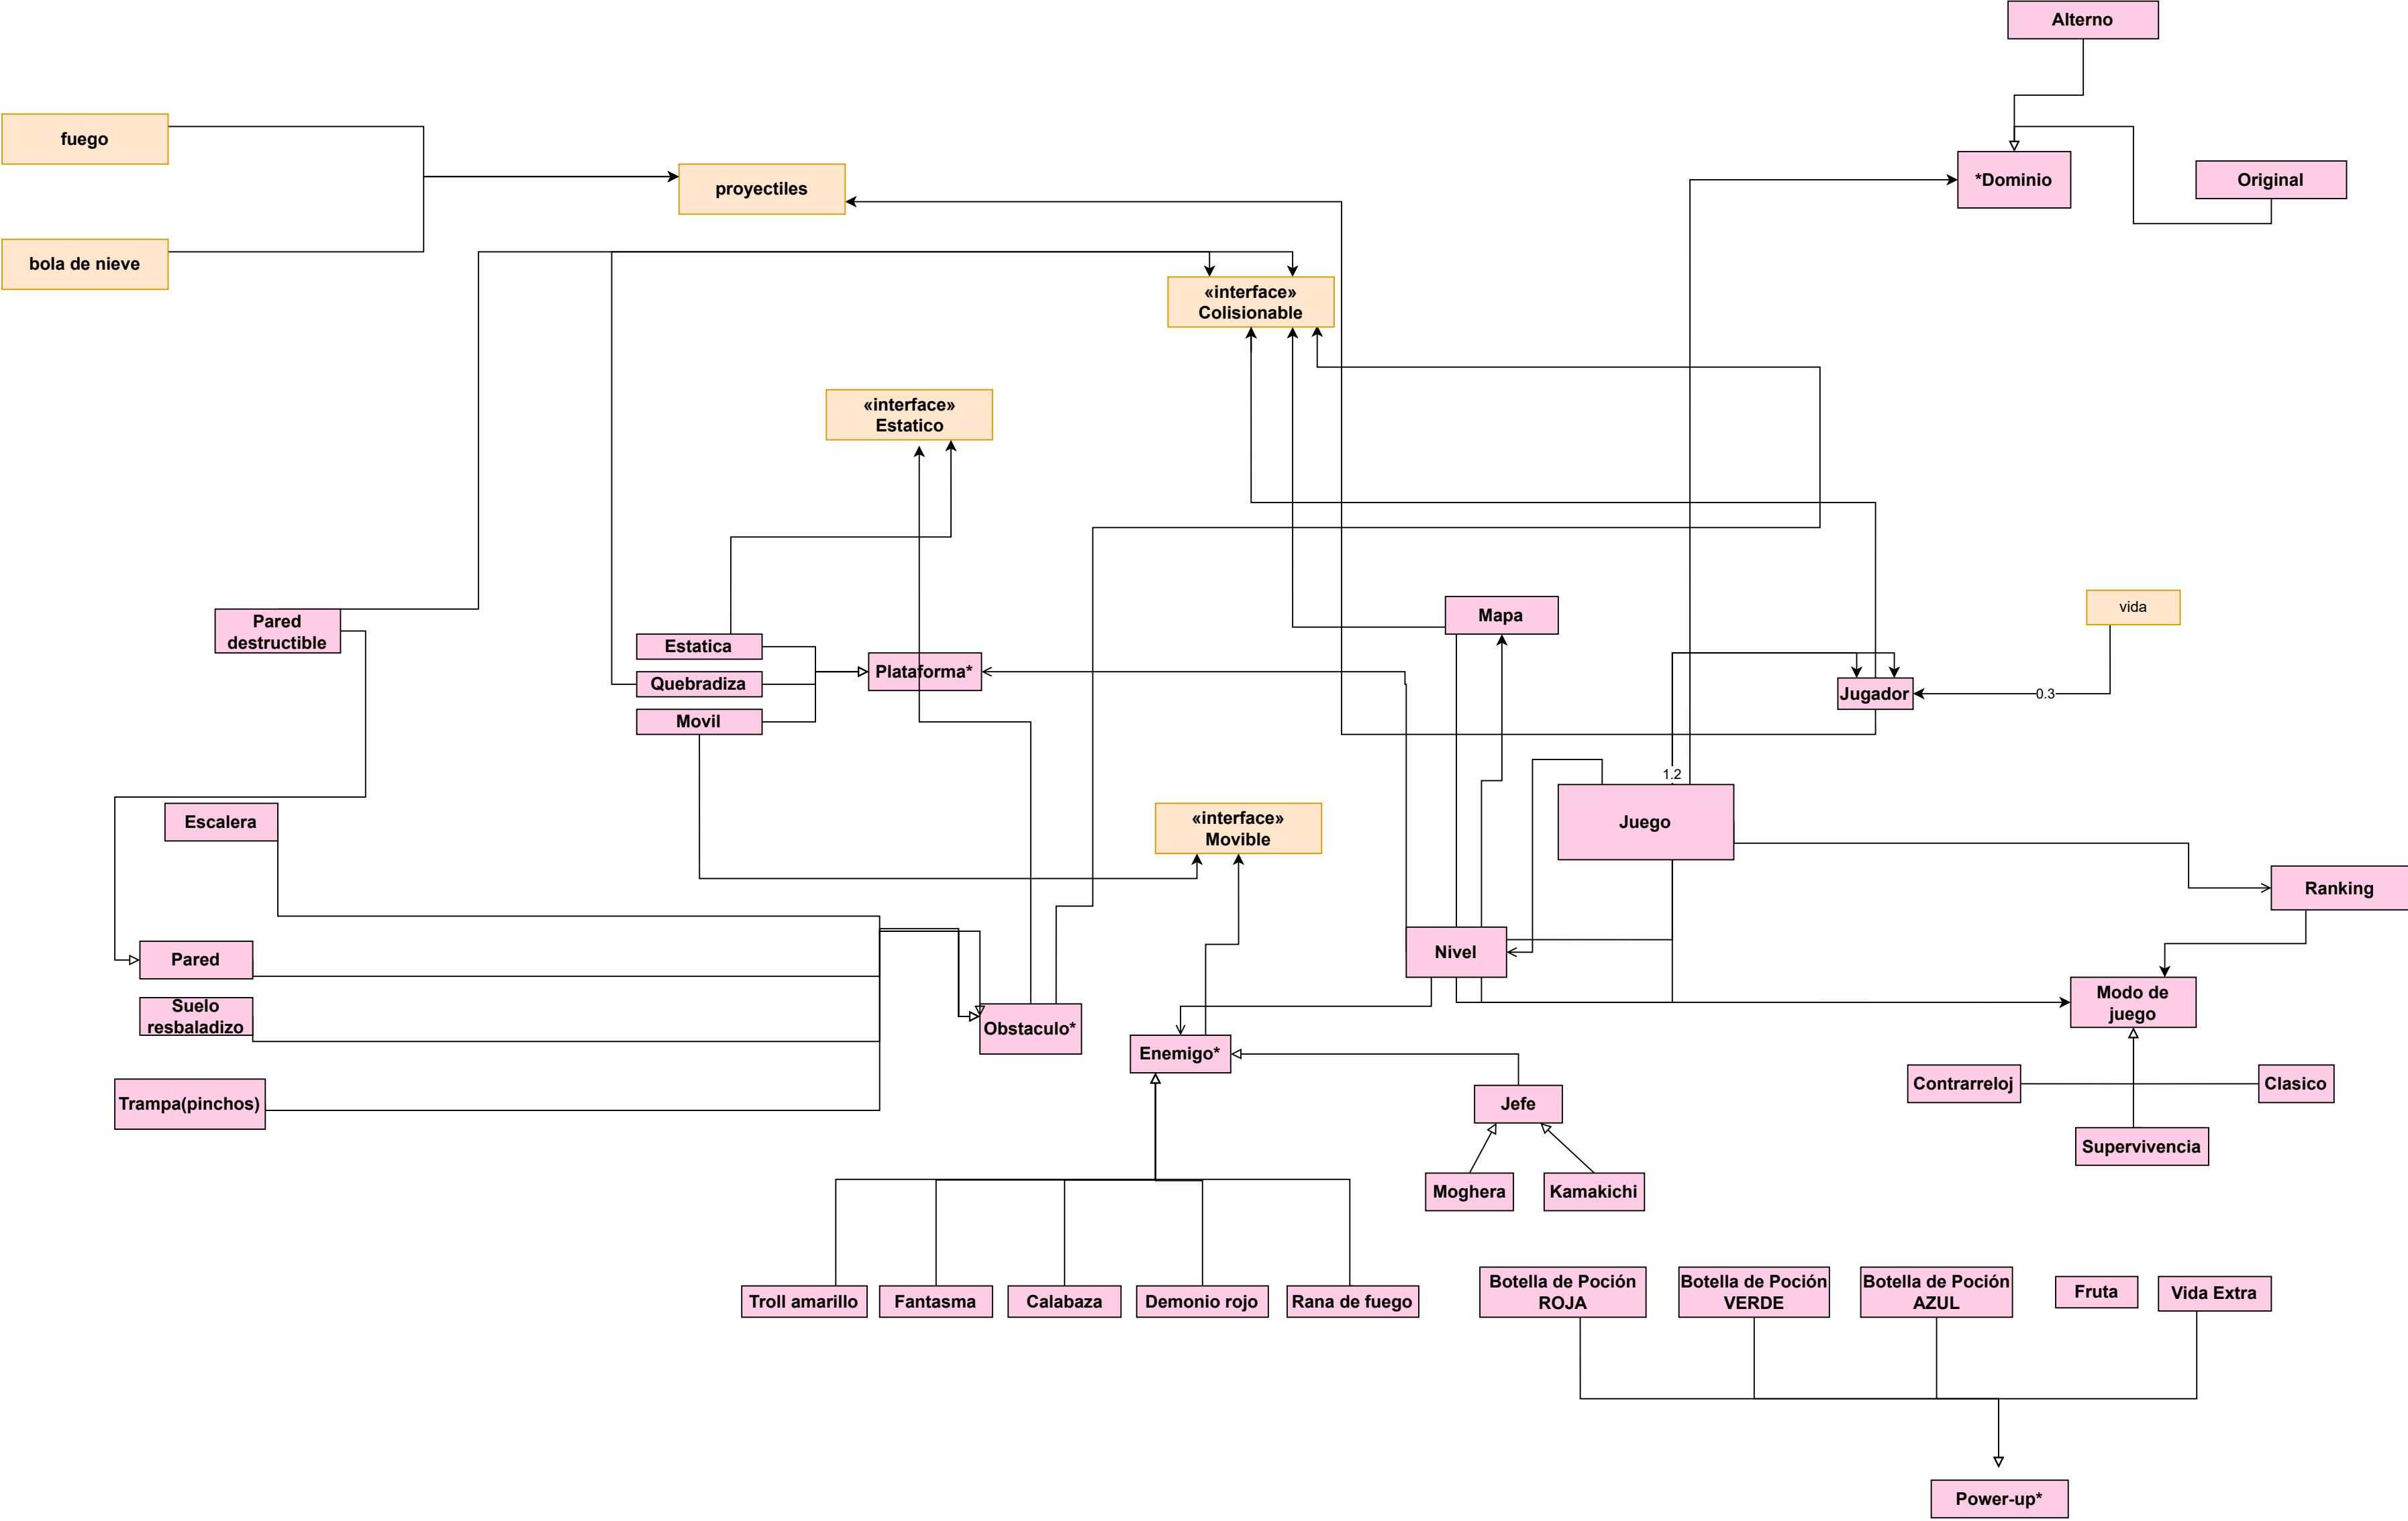 Alterno
fuego
proyectiles
*Dominio
Original
bola de nieve
«interface»
Colisionable
«interface»
Estatico
vida
Mapa
Pared
destructible
Estatica
Quebradiza
Plataforma*
Movil
Jugador
0.3
1.2
Escalera
«interface»
Movible
Juego
Ranking
Pared
Nivel
Suelo
resbaladizo
Obstaculo*
Modo de
juego
Enemigo*
Contrarreloj
Clasico
Trampa(pinchos)
Jefe
Supervivencia
Moghera
Kamakichi
Troll amarillo
Fantasma
Calabaza
Demonio rojo
Rana de fuego
Botella de Poción
ROJA
Botella de Poción
VERDE
Botella de Poción
AZUL
Fruta
Vida Extra
Power-up*